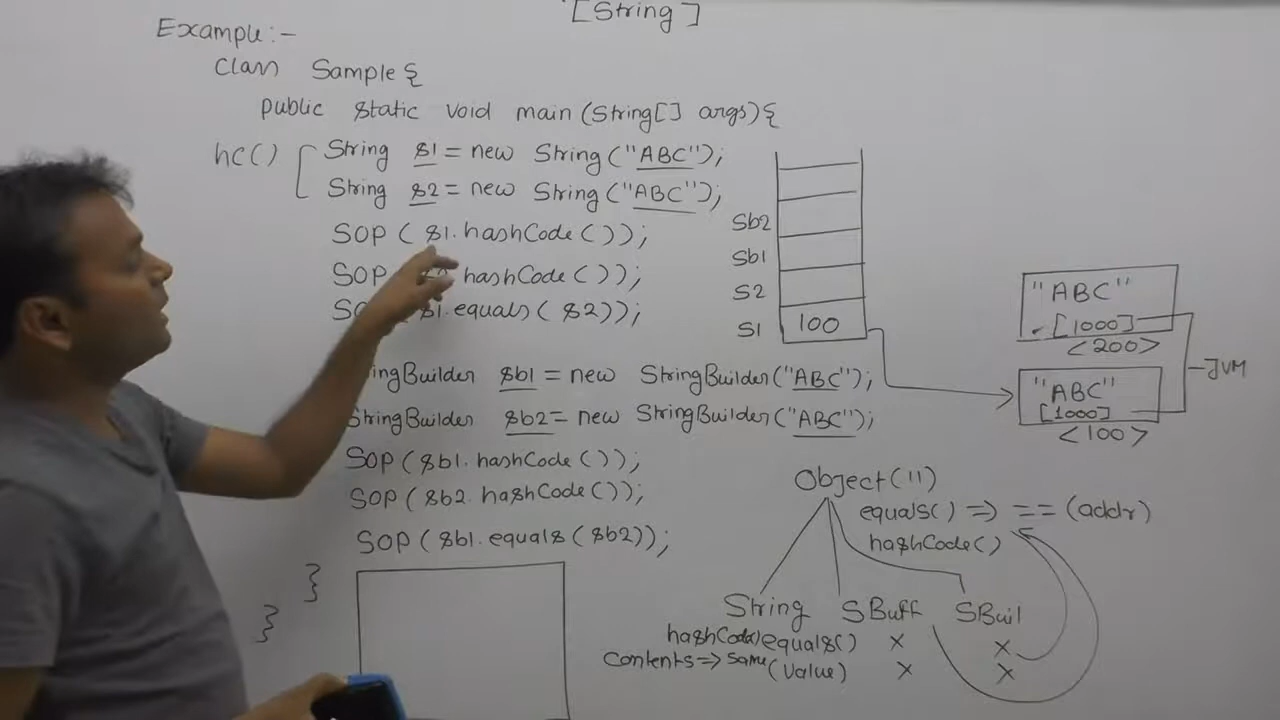 [String]
Example:-
class Sample {
public static void main (String[] args) {
hc() String s1 = new String("ABC");
String s2 = new String("ABC");
SOP (s1.hashCode());
SOP hashCode());
s1.equals( s2));
ingBuilder sb1 = new StringBuilder("ABC");
StringBuilder sb2 = new StringBuilder("ABC");
SOP (sb1.hashCode());
SOP (sb2.hashCode());
SOP (sb1.equals(sb2));
}
}
Sb2
Sb1
S2
S1 100
"ABC"
[1000]
<200>
JVM
"ABC"
[1000]
<100>
Object(11)
equals() => == (addr)
hashCode()
String SBuff SBuil
hashCode) equals() x x
Contents => Same (Value) x x